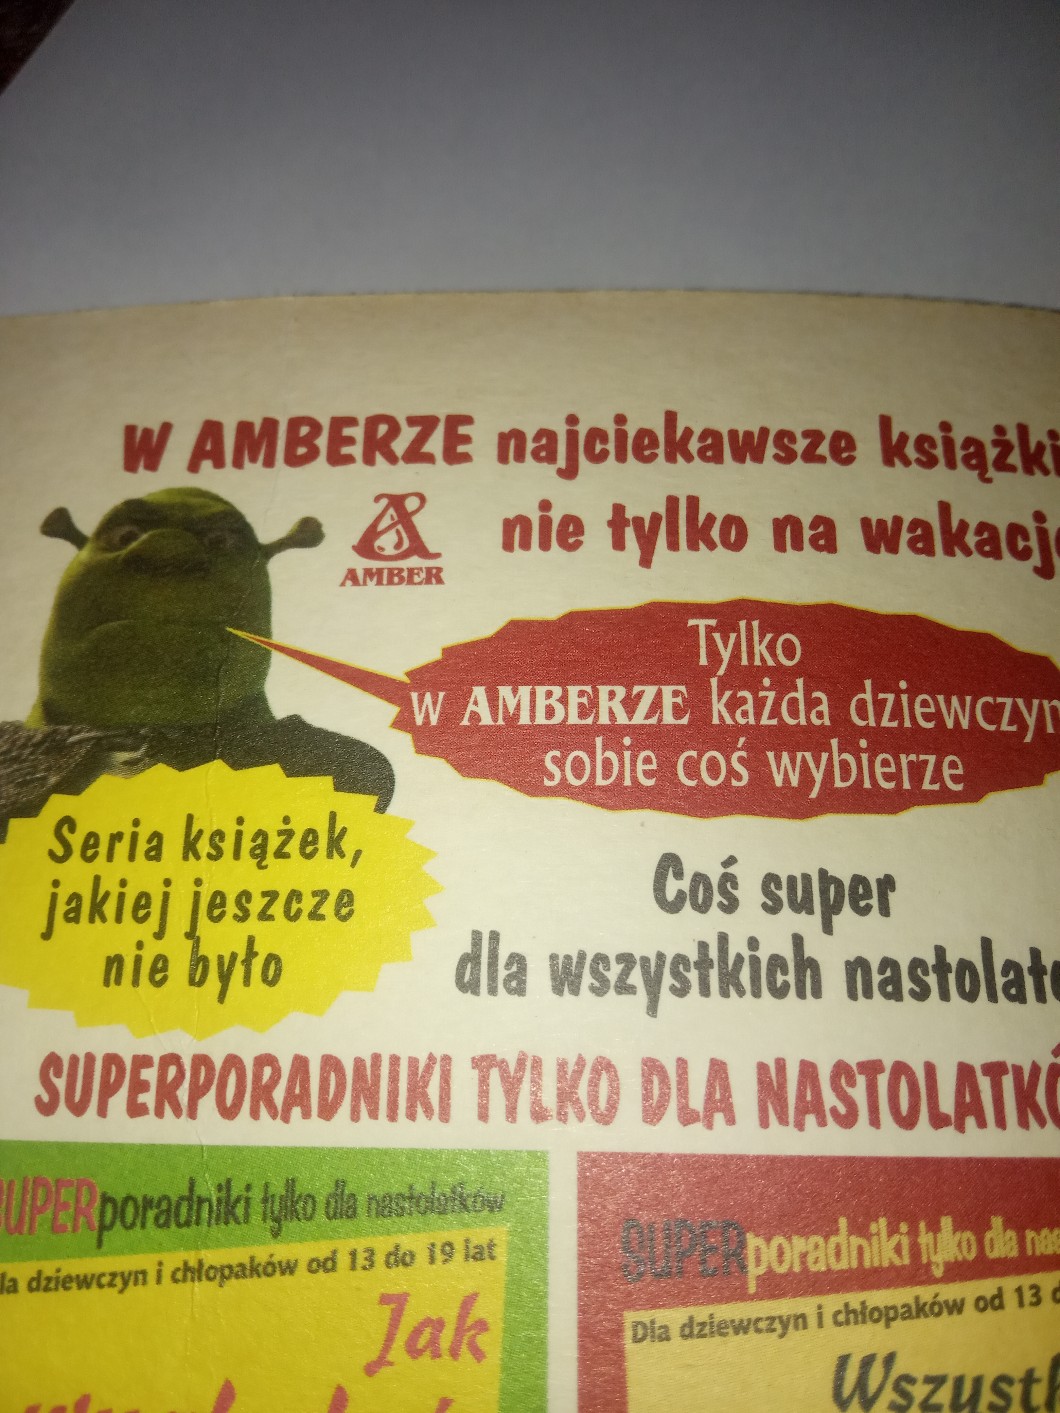 W AMBERZE najciekawsze książki
nie tylko na wakacje
AMBER
Tylko
w AMBERZE każda dziewczyn
sobie coś wybierze
Seria książek,
jakiej jeszcze
nie było
Coś super
dla wszystkich nastolat
SUPERPORADNIKI TYLKO DLA NASTOLATKÓ
SUPERporadniki tylko dla nastolatków
la dziewczyn i chłopaków od 13 do 19 lat
Jak
SUPERporadniki tylko dla nas
Dla dziewczyn i chłopaków od 13 d
Wszystk